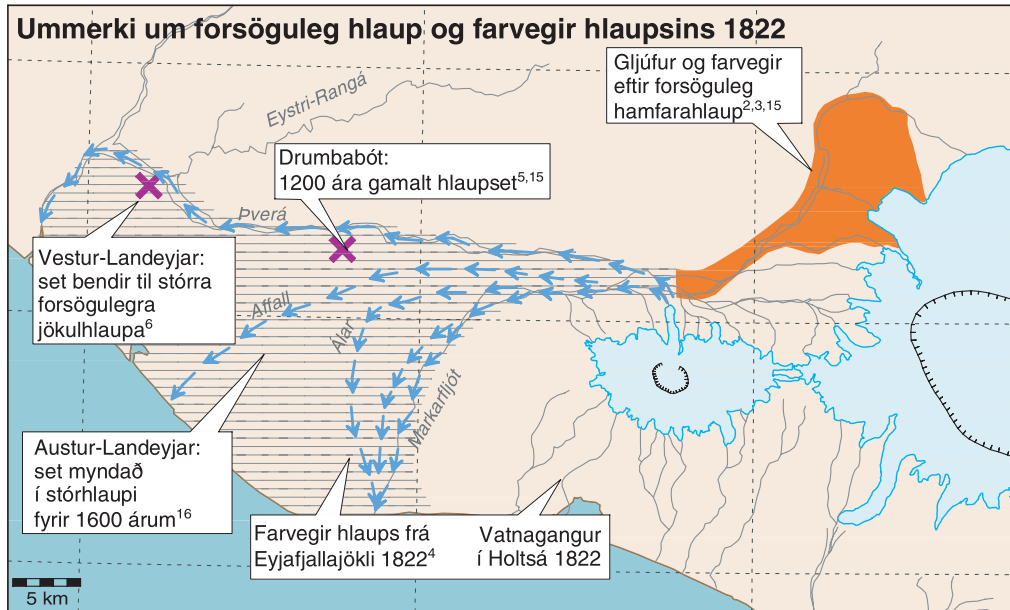 Ummerki um forsöguleg hlaup og farvegir hlaupsins 1822
Gljúfur og farvegir
eftir forsöguleg
hamfarahlaup2,3,15
Eystri-Rangá
Drumbabót:
1200 ára gamalt hlaupset5,15
Þverá
Vestur-Landeyjar:
set bendir til stórra
forsögulegra
jökulhlaupa6
Affall
Álar
Markarfljót
Austur-Landeyjar:
set myndað
í stórhlaupi
fyrir 1600 árum16
Farvegir hlaups frá
Eyjafjallajökli 18224
Vatnagangur
í Holtsá 1822
5 km